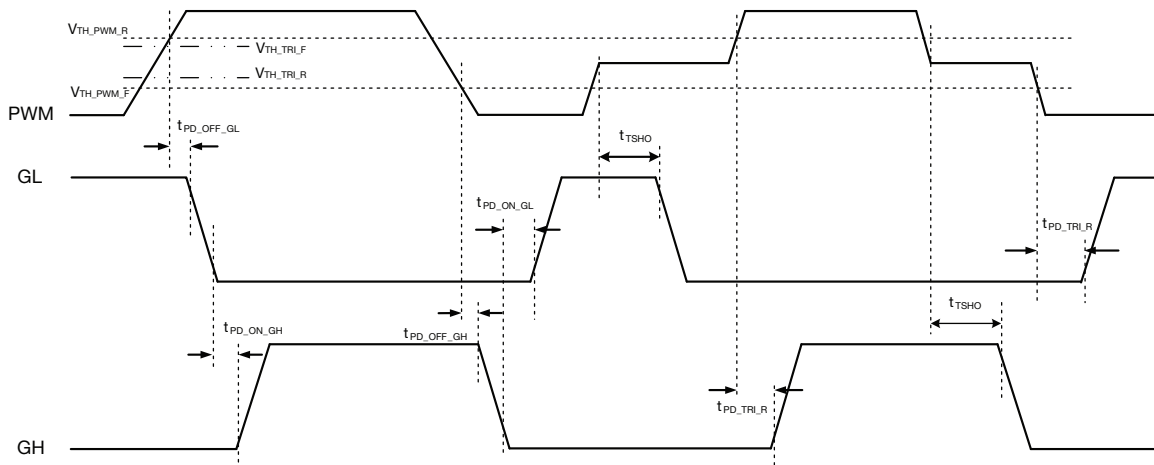 VTH_PWM_R
VTH_TRI_F
VTH_TRI_R
VTH_PWM_F
PWM
tPD_OFF_GL
tTSHO
GL
tPD_ON_GL
tPD_TRI_R
tTSHO
tPD_ON_GH
tPD_OFF_GH
tPD_TRI_R
GH